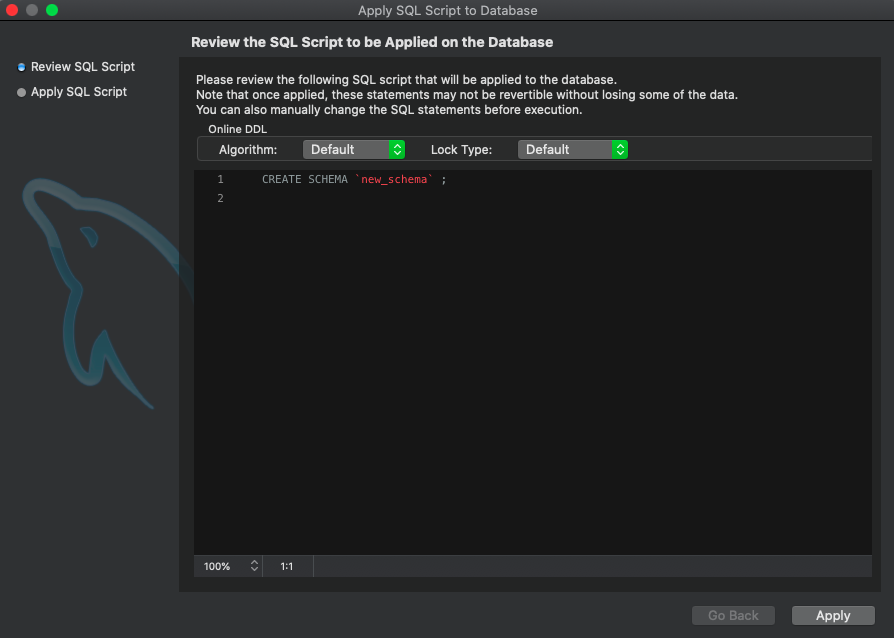 Apply SQL Script to Database
Review the SQL Script to be Applied on the Database
Review SQL Script
Apply SQL Script
Please review the following SQL script that will be applied to the database.
Note that once applied, these statements may not be revertible without losing some of the data.
You can also manually change the SQL statements before execution.
Online DDL
Algorithm: Default Lock Type: Default
1 CREATE SCHEMA `new_schema` ;
2
100% 1:1
Go Back Apply